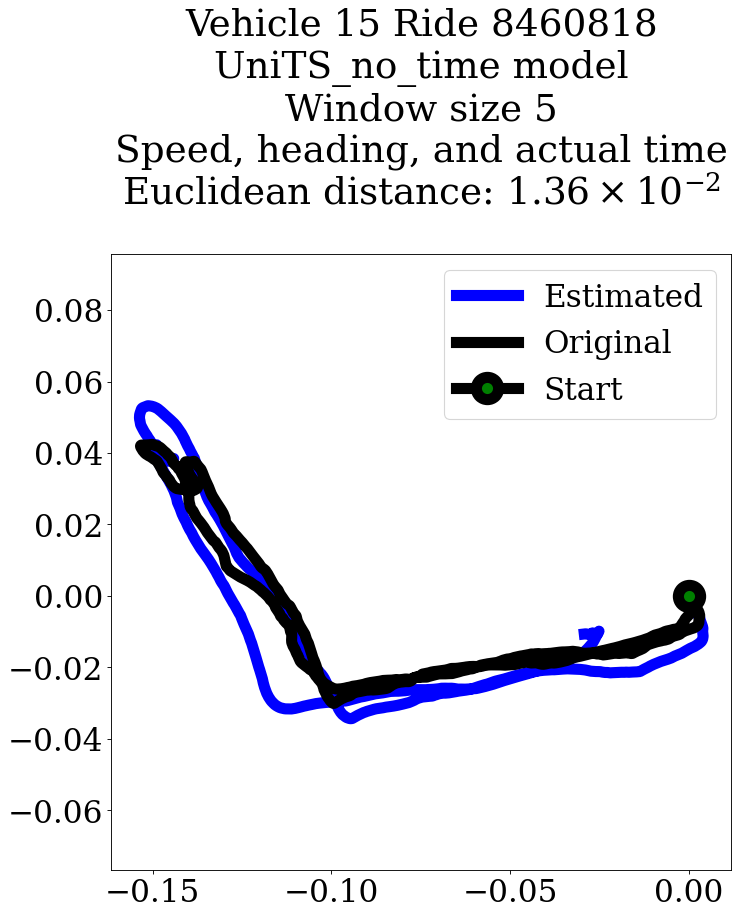 Vehicle 15 Ride 8460818
UniTS_no_time model
Window size 5
Speed, heading, and actual time
Euclidean distance: 1.36 × 10⁻²
Estimated
Original
Start
0.08
0.06
0.04
0.02
0.00
−0.02
−0.04
−0.06
−0.15
−0.10
−0.05
0.00